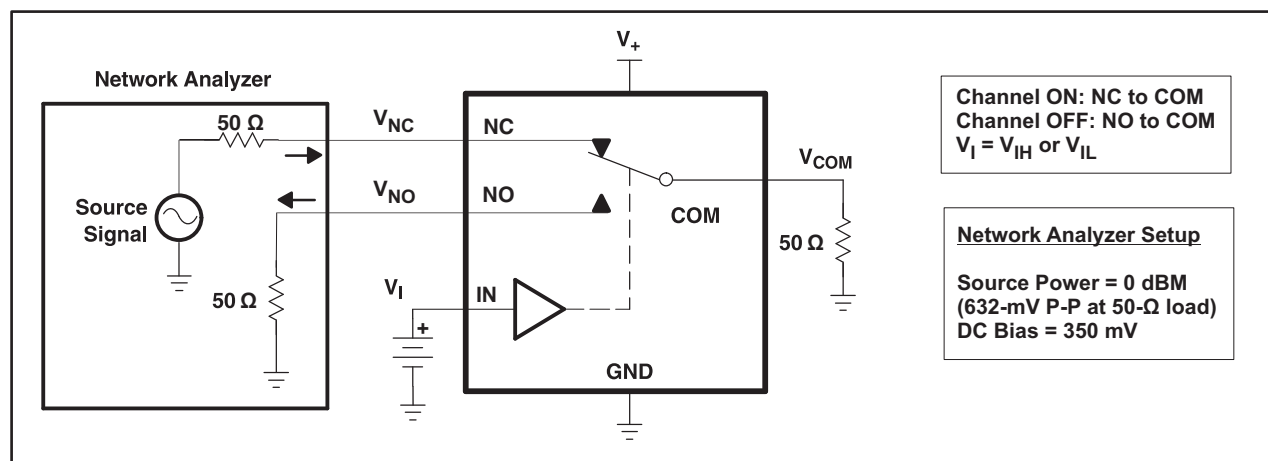 V+
Network Analyzer
50 Ω
VNC
NC
VCOM
VNO
NO
COM
Source
Signal
50 Ω
50 Ω
VI
IN
+
GND
Channel ON: NC to COM
Channel OFF: NO to COM
VI = VIH or VIL
Network Analyzer Setup
Source Power = 0 dBM
(632-mV P-P at 50-Ω load)
DC Bias = 350 mV